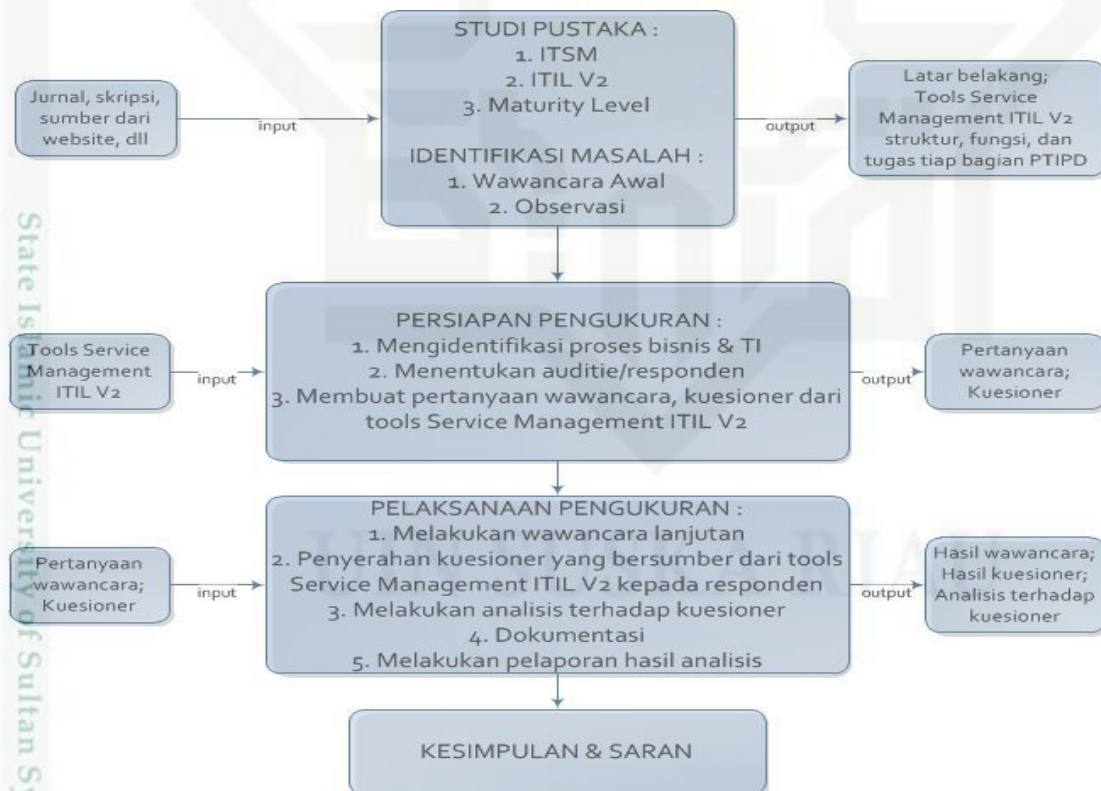 STUDI PUSTAKA :
1. ITSM
2. ITIL V2
3. Maturity Level
IDENTIFIKASI MASALAH :
1. Wawancara Awal
2. Observasi
Jurnal, skripsi,
sumber dari
website, dll
input
output
Latar belakang;
Tools Service
Management ITIL V2
struktur, fungsi, dan
tugas tiap bagian PTIPD
PERSIAPAN PENGUKURAN :
1. Mengidentifikasi proses bisnis & TI
2. Menentukan auditie/responden
3. Membuat pertanyaan wawancara, kuesioner dari
tools Service Management ITIL V2
Tools Service
Management
ITIL V2
input
output
Pertanyaan
wawancara;
Kuesioner
PELAKSANAAN PENGUKURAN :
1. Melakukan wawancara lanjutan
2. Penyerahan kuesioner yang bersumber dari tools
Service Management ITIL V2 kepada responden
3. Melakukan analisis terhadap kuesioner
4. Dokumentasi
5. Melakukan pelaporan hasil analisis
Pertanyaan
wawancara;
Kuesioner
input
output
Hasil wawancara;
Hasil kuesioner;
Analisis terhadap
kuesioner
KESIMPULAN & SARAN
State Islamic University of Sultan
UIN SUSKA RIAU